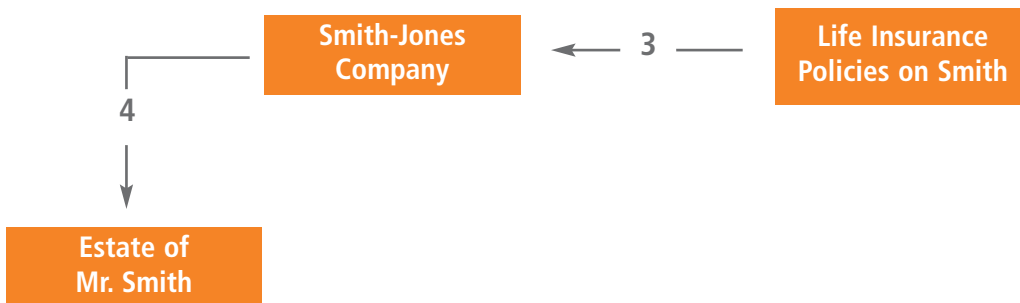 Smith-Jones
Company
3
Life Insurance
Policies on Smith
4
Estate of
Mr. Smith